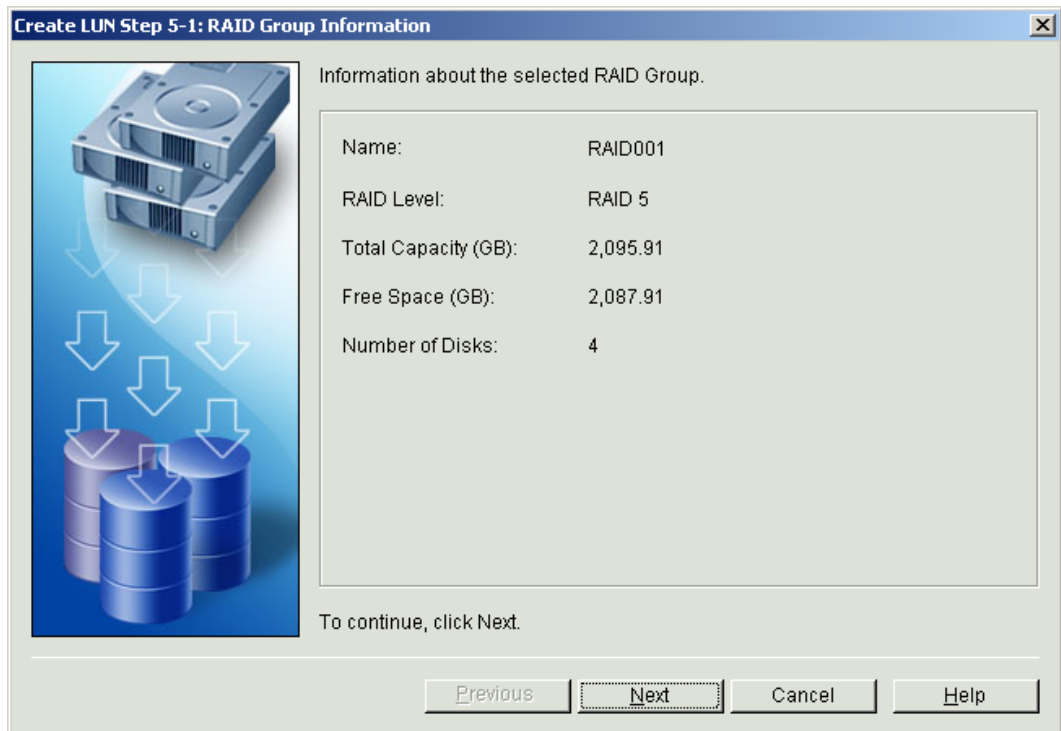 Create LUN Step 5-1: RAID Group Information
Information about the selected RAID Group.
Name: RAID001
RAID Level: RAID 5
Total Capacity (GB): 2,095.91
Free Space (GB): 2,087.91
Number of Disks: 4
To continue, click Next.
Previous Next Cancel Help